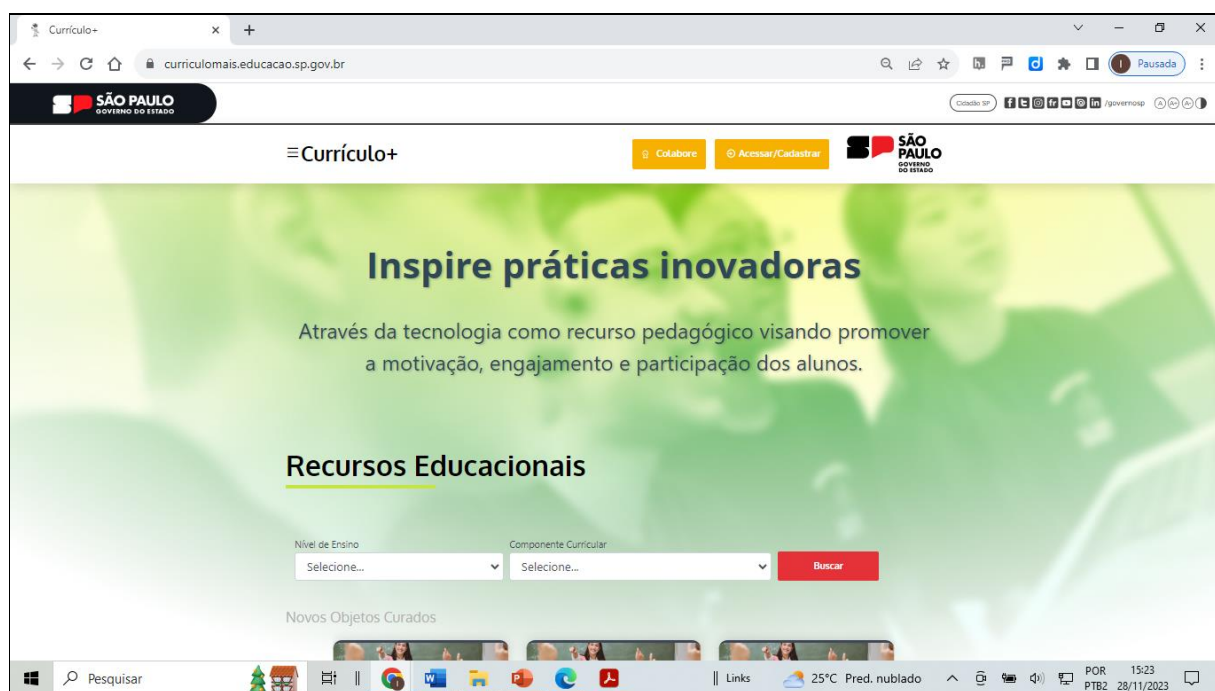 Currículo+
curriculomais.educacao.sp.gov.br
Pausada
SÃO PAULO
GOVERNO DO ESTADO
Cidadão SP
/governosp
Currículo+
Colabore
Acessar/Cadastrar
SÃO
PAULO
GOVERNO
DO ESTADO
Inspire práticas inovadoras
Através da tecnologia como recurso pedagógico visando promover
a motivação, engajamento e participação dos alunos.
Recursos Educacionais
Nível de Ensino
Componente Curricular
Selecione...
Selecione...
Buscar
Novos Objetos Curados
Pesquisar
Links
25°C Pred. nublado
POR
PTB2
15:23
28/11/2023